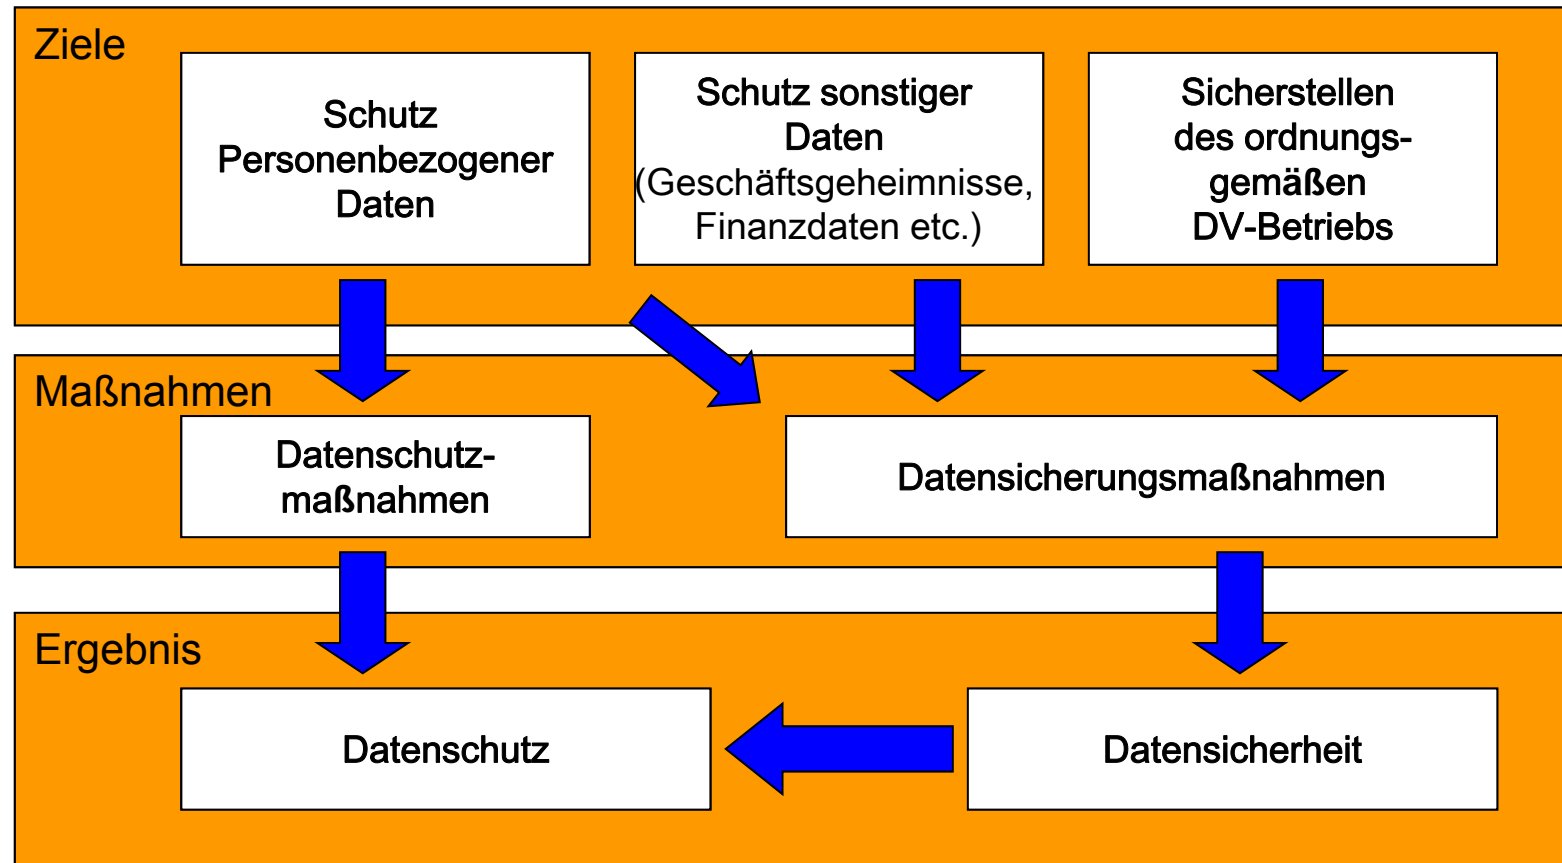 Ziele
Schutz
Personenbezogener
Daten
Schutz sonstiger
Daten
(Geschäftsgeheimnisse,
Finanzdaten etc.)
Sicherstellen
des ordnungs-
gemäßen
DV-Betriebs
Maßnahmen
Datenschutz-
maßnahmen
Datensicherungsmaßnahmen
Ergebnis
Datenschutz
Datensicherheit